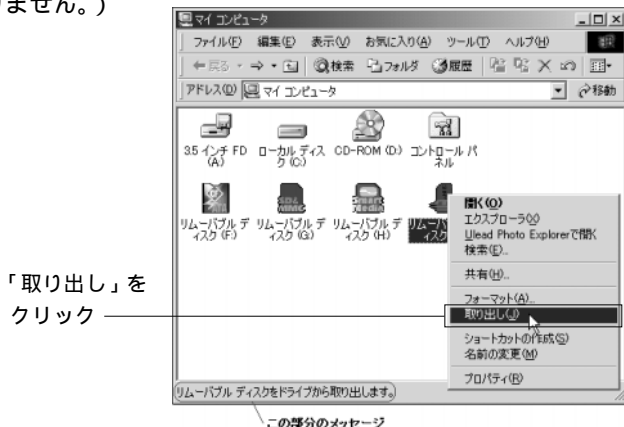 りません。)
マイ コンピュータ
ファイル(F) 編集(E) 表示(V) お気に入り(A) ツール(T) ヘルプ(H)
戻る 検索 フォルダ 履歴
アドレス(D) マイ コンピュータ 移動
3.5 インチ FD (A:)
ローカル ディスク (C:)
CD-ROM (D:)
コントロール パネル
リムーバブル ディスク (F:)
リムーバブル ディスク (G:)
リムーバブル ディスク (H:)
開く(O)
エクスプローラ(X)
Ulead Photo Explorerで開く
検索(E)...
共有(H)...
フォーマット(A)...
取り出し(J)
ショートカットの作成(S)
名前の変更(M)
プロパティ(R)
「取り出し」を
クリック
リムーバブル ディスクをドライブから取り出します。
この部分のメッセージ